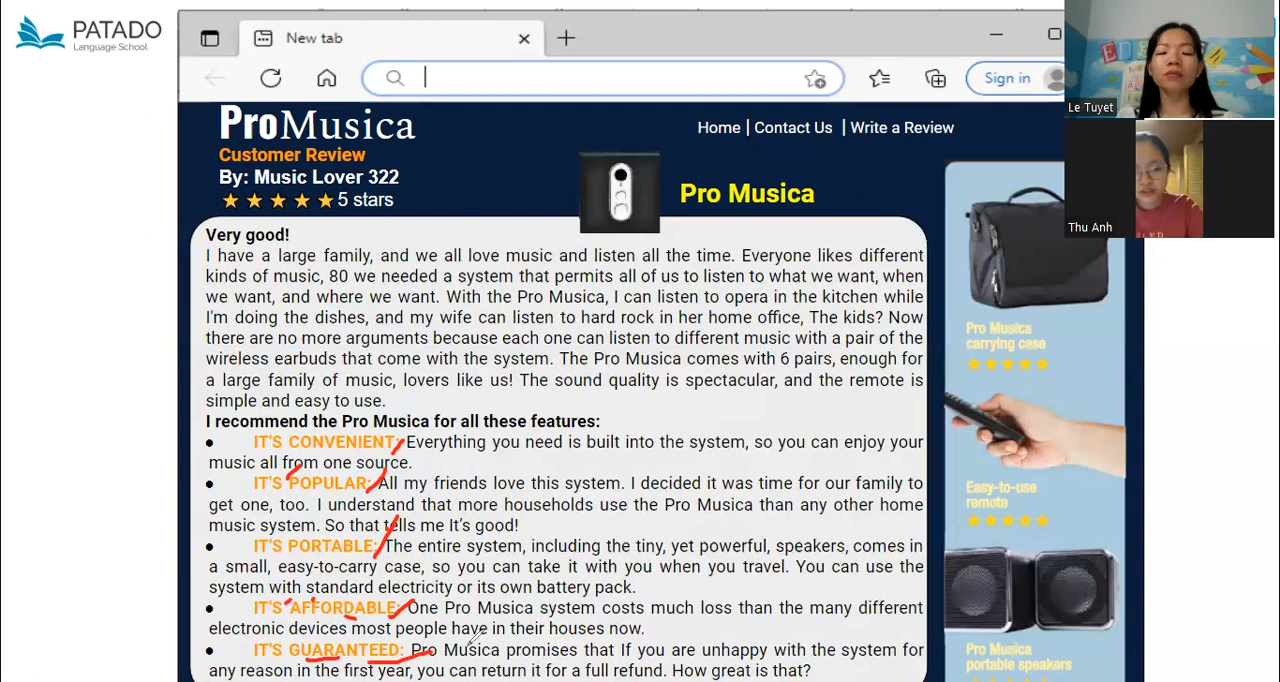 PATADO
Language School
New tab
Sign in
Le Tuyet
Thu Anh
ProMusica
Home | Contact Us | Write a Review
Customer Review
By: Music Lover 322
5 stars
Pro Musica
Very good!
I have a large family, and we all love music and listen all the time. Everyone likes different
kinds of music, 80 we needed a system that permits all of us to listen to what we want, when
we want, and where we want. With the Pro Musica, I can listen to opera in the kitchen while
I'm doing the dishes, and my wife can listen to hard rock in her home office, The kids? Now
there are no more arguments because each one can listen to different music with a pair of the
wireless earbuds that come with the system. The Pro Musica comes with 6 pairs, enough for
a large family of music, lovers like us! The sound quality is spectacular, and the remote is
simple and easy to use.
I recommend the Pro Musica for all these features:
● IT'S CONVENIENT: Everything you need is built into the system, so you can enjoy your
music all from one source.
● IT'S POPULAR: All my friends love this system. I decided it was time for our family to
get one, too. I understand that more households use the Pro Musica than any other home
music system. So that tells me It's good!
● IT'S PORTABLE: The entire system, including the tiny, yet powerful, speakers, comes in
a small, easy-to-carry case, so you can take it with you when you travel. You can use the
system with standard electricity or its own battery pack.
● IT'S AFFORDABLE: One Pro Musica system costs much loss than the many different
electronic devices most people have in their houses now.
● IT'S GUARANTEED: Pro Musica promises that If you are unhappy with the system for
any reason in the first year, you can return it for a full refund. How great is that?
Pro Musica
carrying case
Easy-to-use
remote
Pro Musica
portable speakers